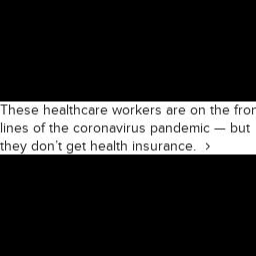 These healthcare workers are on the fron
lines of the coronavirus pandemic — but
they don't get health insurance. >